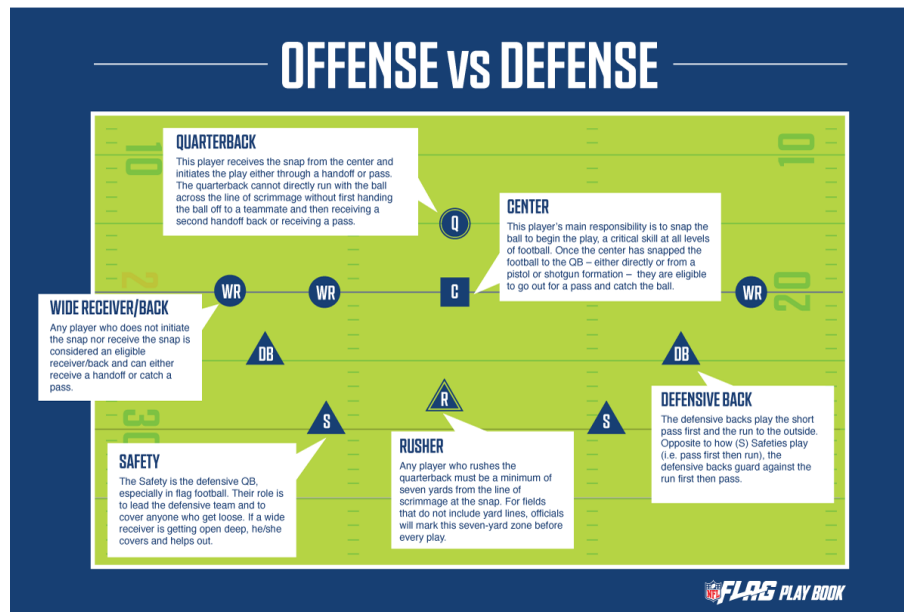 OFFENSE vs DEFENSE
10
10
QUARTERBACK
This player receives the snap from the center and
initiates the play either through a handoff or pass.
The quarterback cannot directly run with the ball
across the line of scrimmage without first handing
the ball off to a teammate and then receiving a
second handoff back or receiving a pass.
Q
CENTER
This player's main responsibility is to snap the
ball to begin the play, a critical skill at all levels
of football. Once the center has snapped the
football to the QB – either directly or from a
pistol or shotgun formation – they are eligible
to go out for a pass and catch the ball.
2
20
WR
WR
C
WR
WIDE RECEIVER/BACK
Any player who does not initiate
the snap nor receive the snap is
considered an eligible
receiver/back and can either
receive a handoff or catch a
pass.
DB
DB
DEFENSIVE BACK
The defensive backs play the short
pass first and the run to the outside.
Opposite to how (S) Safeties play
(i.e. pass first then run), the
defensive backs guard against the
run first then pass.
30
S
R
S
SAFETY
The Safety is the defensive QB,
especially in flag football. Their role is
to lead the defensive team and to
cover anyone who get loose. If a wide
receiver is getting open deep, he/she
covers and helps out.
RUSHER
Any player who rushes the
quarterback must be a minimum of
seven yards from the line of
scrimmage at the snap. For fields
that do not include yard lines, officials
will mark this seven-yard zone before
every play.
NFL FLAG PLAY BOOK